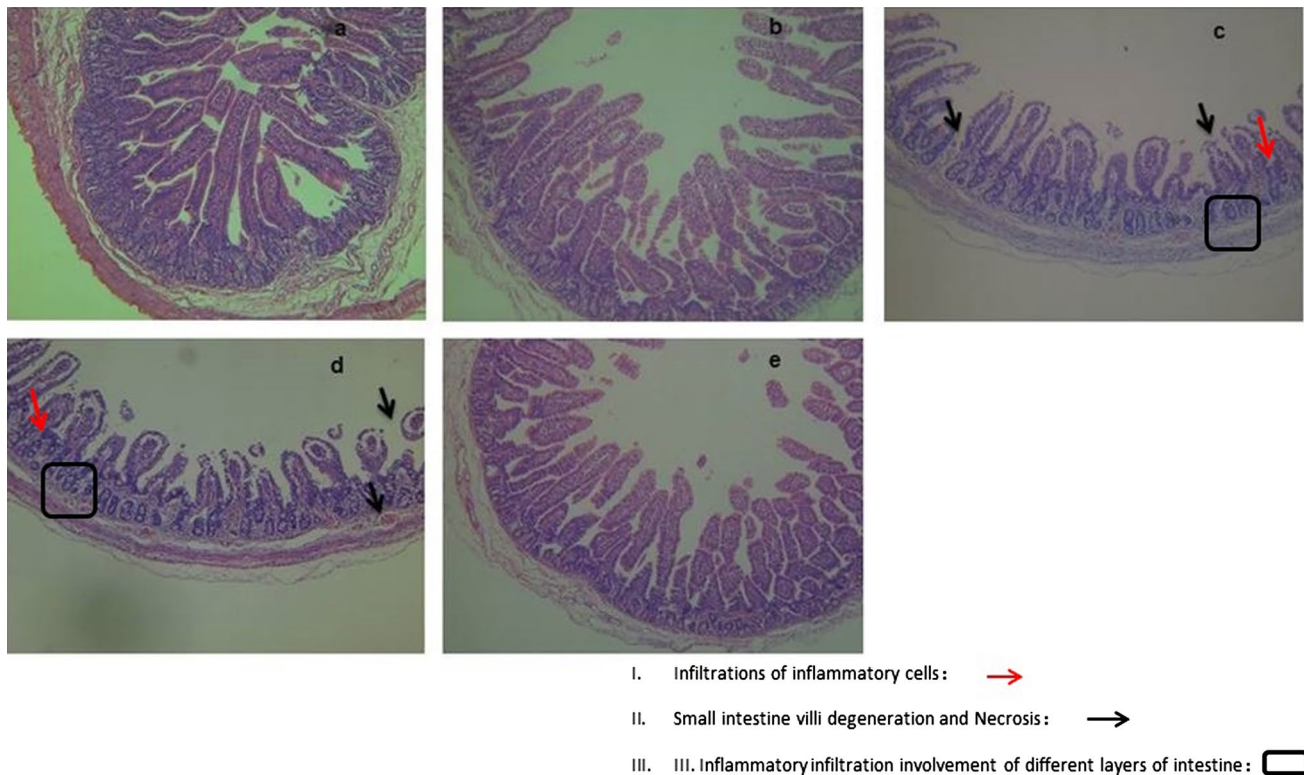 a
b
c
d
e
I. Infiltrations of inflammatory cells:
II. Small intestine villi degeneration and Necrosis:
III. III. Inflammatory infiltration involvement of different layers of intestine: